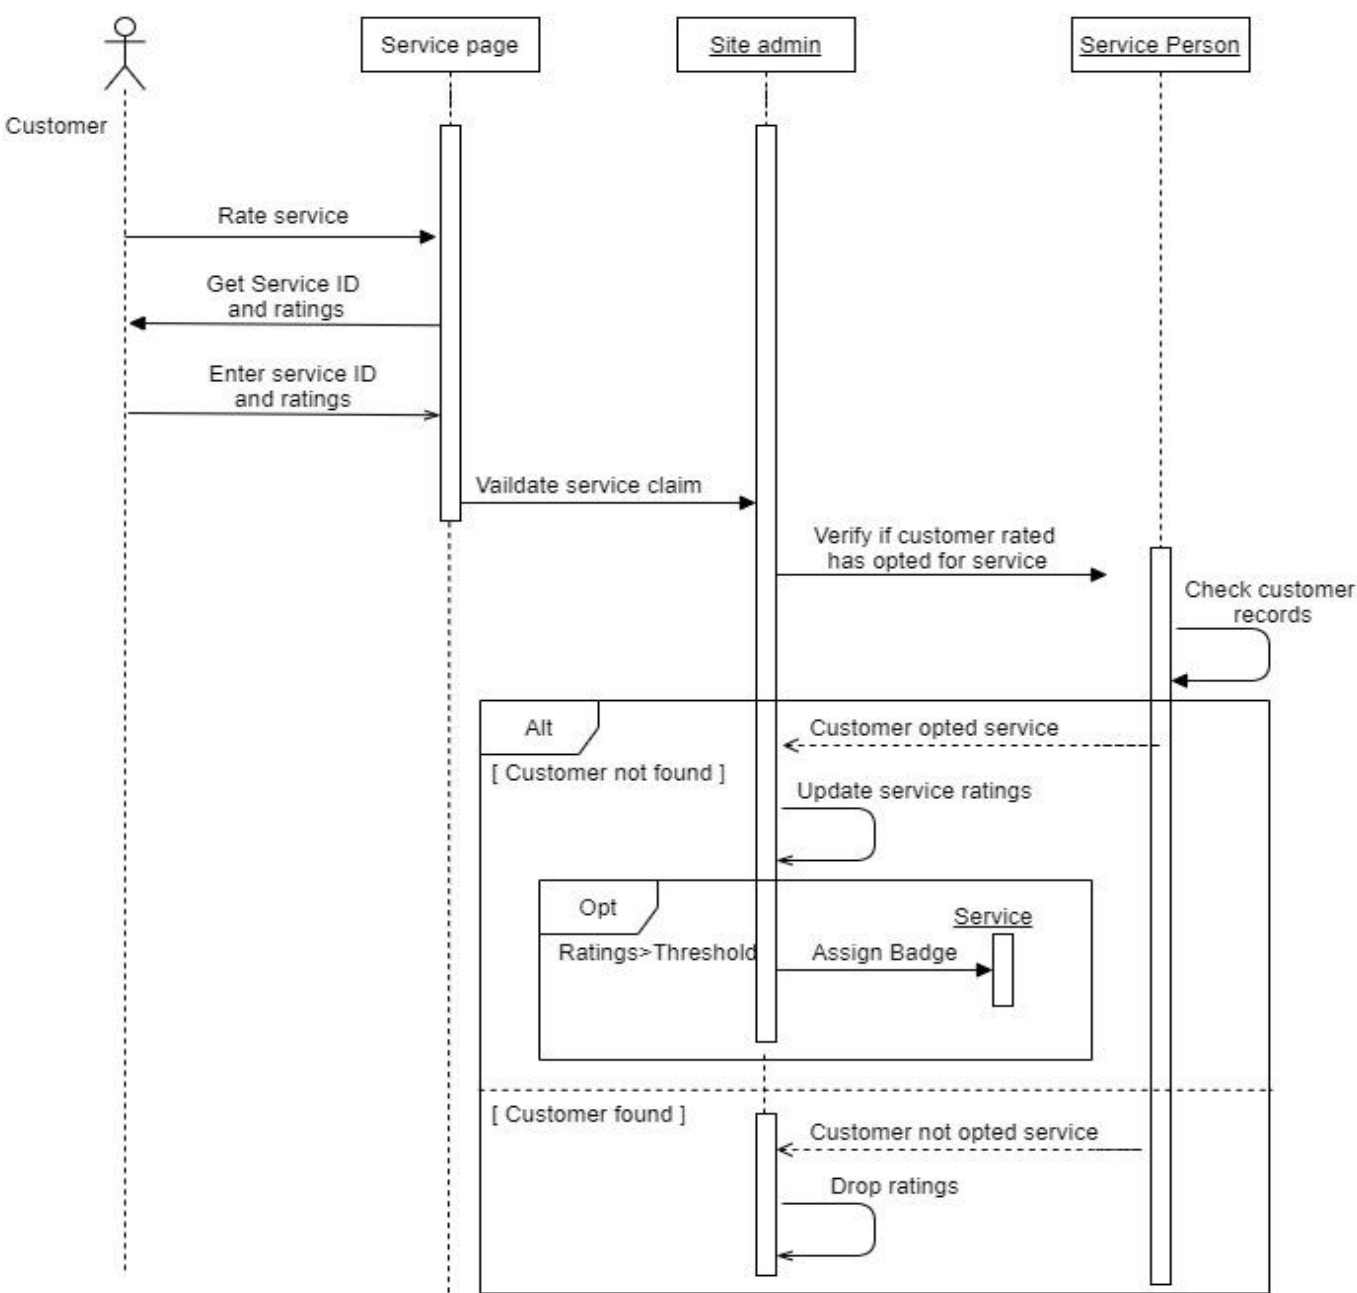 Service page
Site admin
Service Person
Customer
Rate service
Get Service ID
and ratings
Enter service ID
and ratings
Vaildate service claim
Verify if customer rated
has opted for service
Check customer
records
Alt
Customer opted service
[ Customer not found ]
Update service ratings
Opt
Service
Ratings>Threshold
Assign Badge
[ Customer found ]
Customer not opted service
Drop ratings